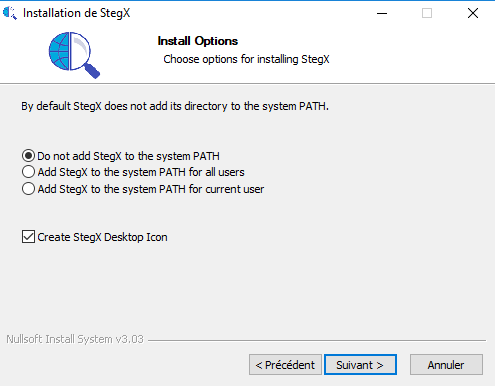 Installation de StegX
Install Options
Choose options for installing StegX
By default StegX does not add its directory to the system PATH.
Do not add StegX to the system PATH
Add StegX to the system PATH for all users
Add StegX to the system PATH for current user
Create StegX Desktop Icon
Nullsoft Install System v3.03
< Précédent
Suivant >
Annuler